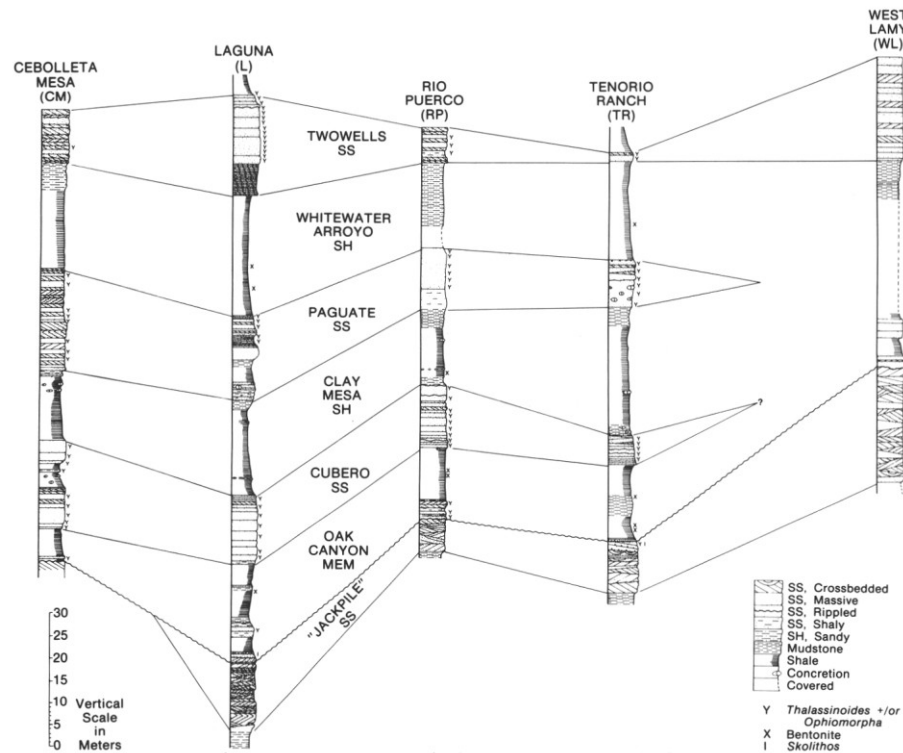 CEBOLLETA
MESA
(CM)
LAGUNA
(L)
RIO
PUERCO
(RP)
TENORIO
RANCH
(TR)
WEST
LAMY
(WL)
TWOWELLS
SS
WHITEWATER
ARROYO
SH
PAGUATE
SS
CLAY
MESA
SH
CUBERO
SS
OAK
CANYON
MEM
"JACKPILE"
SS
?
30
25
20
15
10
5
0
Vertical
Scale
in
Meters
SS, Crossbedded
SS, Massive
SS, Rippled
SS, Shaly
SH, Sandy
Mudstone
Shale
Concretion
Covered
Y Thalassinoides +/or
Ophiomorpha
X Bentonite
I Skolithos